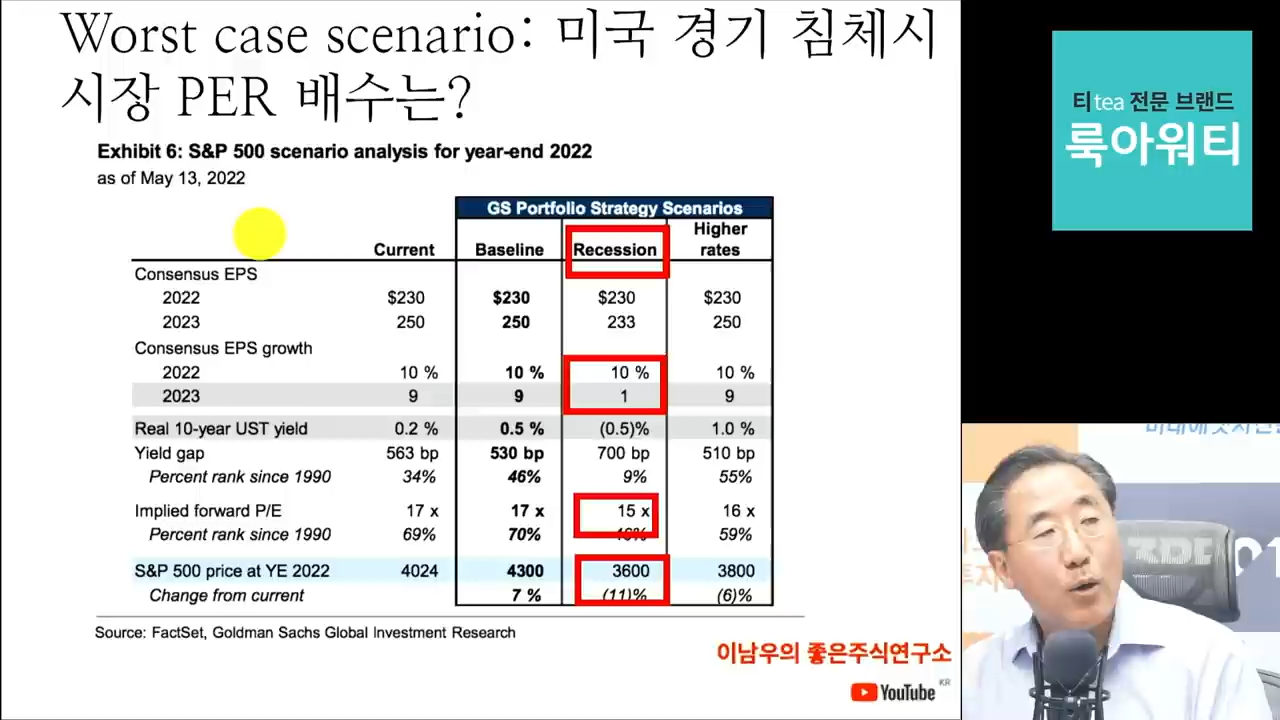 Worst case scenario: 미국 경기 침체시
시장 PER 배수는?
Exhibit 6: S&P 500 scenario analysis for year-end 2022
as of May 13, 2022
GS Portfolio Strategy Scenarios
Current Baseline Recession Higher rates
Consensus EPS
2022 $230 $230 $230 $230
2023 250 250 233 250
Consensus EPS growth
2022 10 % 10 % 10 % 10 %
2023 9 9 1 9
Real 10-year UST yield 0.2 % 0.5 % (0.5)% 1.0 %
Yield gap 563 bp 530 bp 700 bp 510 bp
Percent rank since 1990 34% 46% 9% 55%
Implied forward P/E 17 x 17 x 15 x 16 x
Percent rank since 1990 69% 70% 59%
S&P 500 price at YE 2022 4024 4300 3600 3800
Change from current 7 % (11)% (6)%
Source: FactSet, Goldman Sachs Global Investment Research
이남우의 좋은주식연구소
YouTube KR
티tea 전문 브랜드
룩아워티